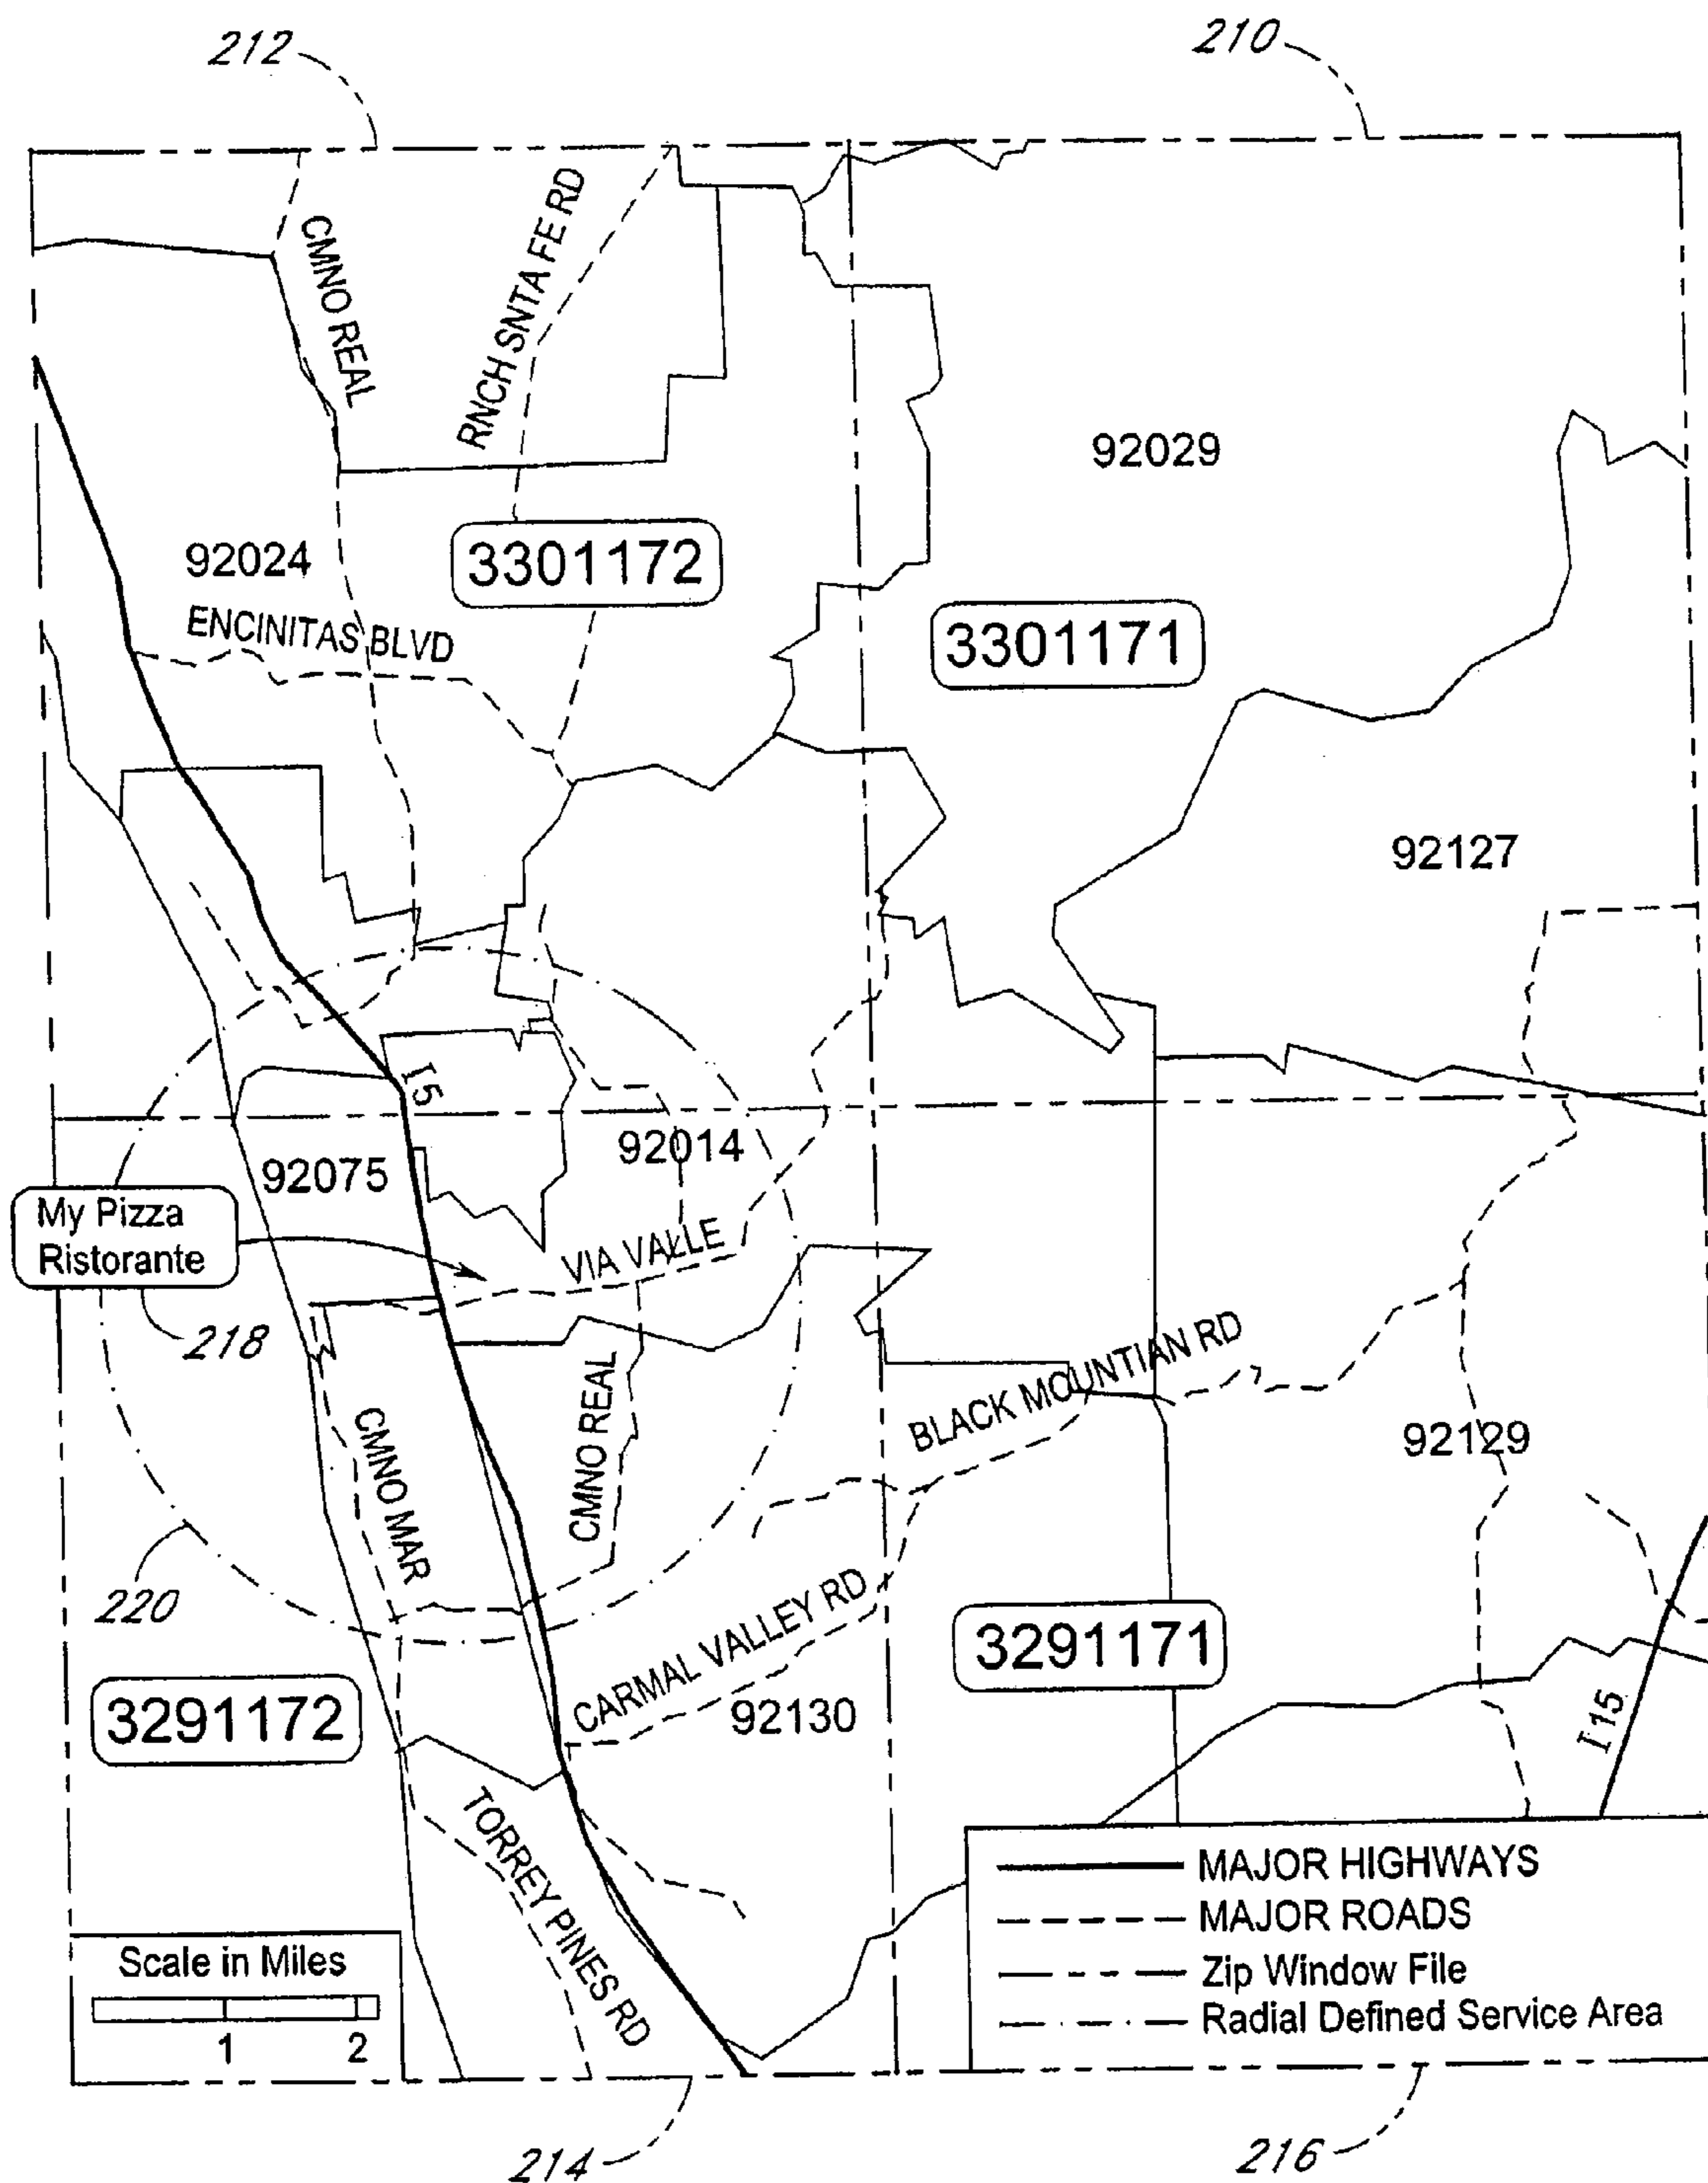 212
210
CMNO REAL
RNCH SNTA FE RD
92029
92024
3301172
ENCINITAS BLVD
3301171
92127
I5
92014
92075
My Pizza
Ristorante
VIA VALLE
218
BLACK MOUNTIAN RD
CMNO REAL
CMNO MAR
92129
220
CARMAL VALLEY RD
3291171
3291172
92130
I15
TORREY PINES RD
MAJOR HIGHWAYS
MAJOR ROADS
Zip Window File
Radial Defined Service Area
Scale in Miles
1 2
214
216